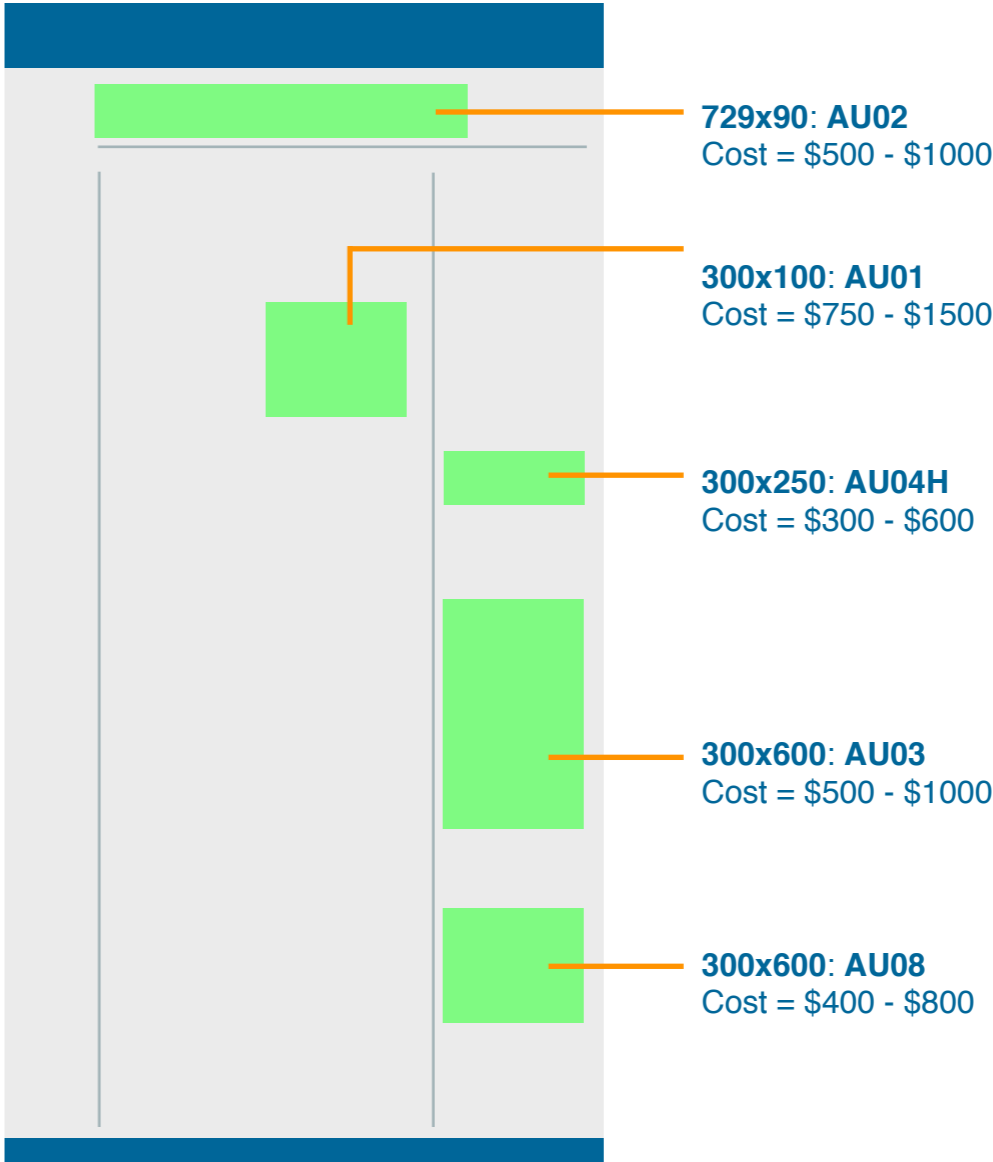 729x90: AU02
Cost = $500 - $1000
300x100: AU01
Cost = $750 - $1500
300x250: AU04H
Cost = $300 - $600
300x600: AU03
Cost = $500 - $1000
300x600: AU08
Cost = $400 - $800